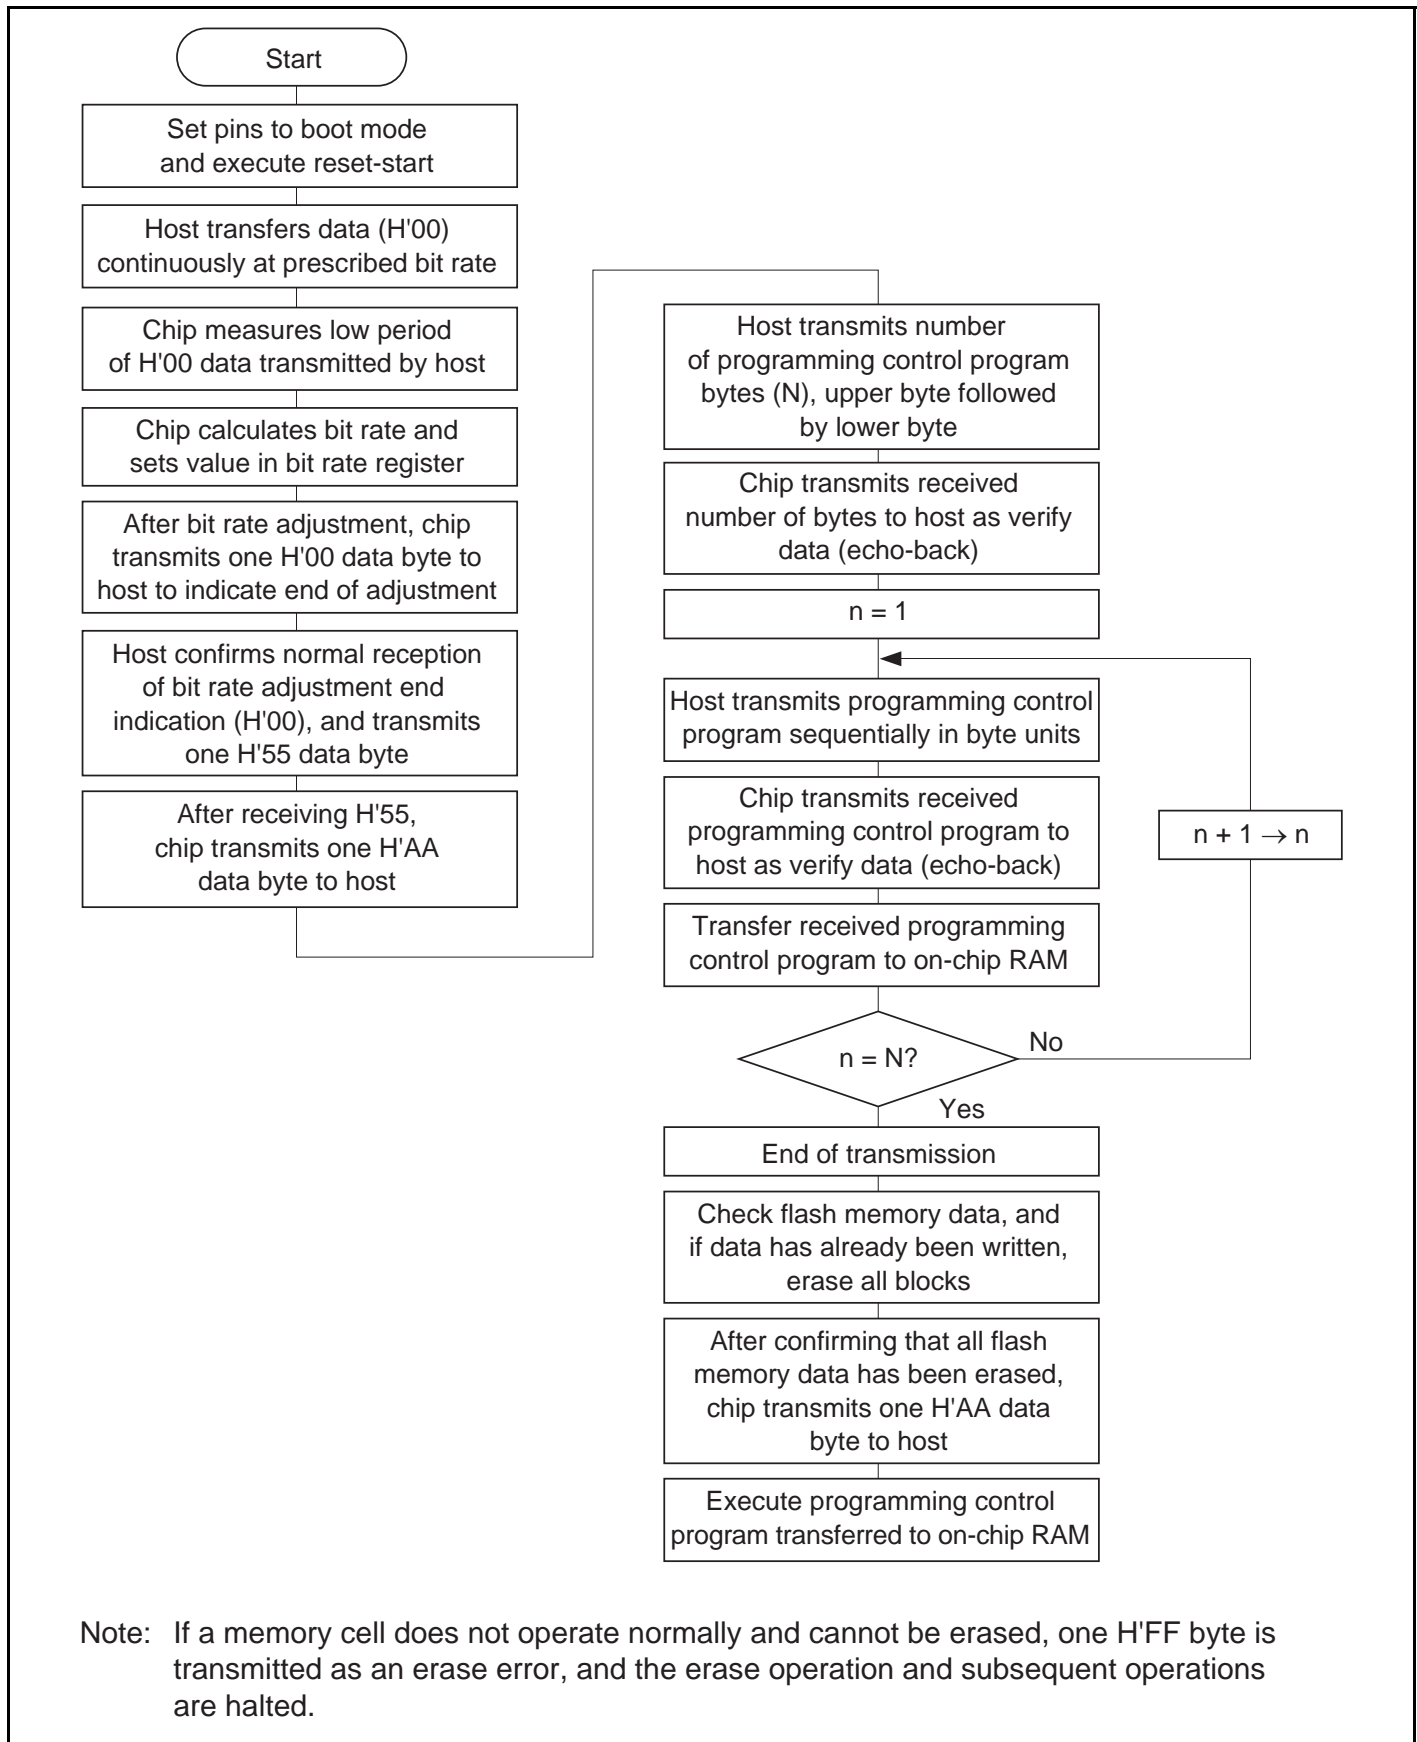 Start
Set pins to boot mode
and execute reset-start
Host transfers data (H'00)
continuously at prescribed bit rate
Chip measures low period
of H'00 data transmitted by host
Chip calculates bit rate and
sets value in bit rate register
After bit rate adjustment, chip
transmits one H'00 data byte to
host to indicate end of adjustment
Host confirms normal reception
of bit rate adjustment end
indication (H'00), and transmits
one H'55 data byte
After receiving H'55,
chip transmits one H'AA
data byte to host
Host transmits number
of programming control program
bytes (N), upper byte followed
by lower byte
Chip transmits received
number of bytes to host as verify
data (echo-back)
n = 1
Host transmits programming control
program sequentially in byte units
Chip transmits received
programming control program to
host as verify data (echo-back)
n + 1 → n
Transfer received programming
control program to on-chip RAM
n = N?
No
Yes
End of transmission
Check flash memory data, and
if data has already been written,
erase all blocks
After confirming that all flash
memory data has been erased,
chip transmits one H'AA data
byte to host
Execute programming control
program transferred to on-chip RAM
Note: If a memory cell does not operate normally and cannot be erased, one H'FF byte is
transmitted as an erase error, and the erase operation and subsequent operations
are halted.